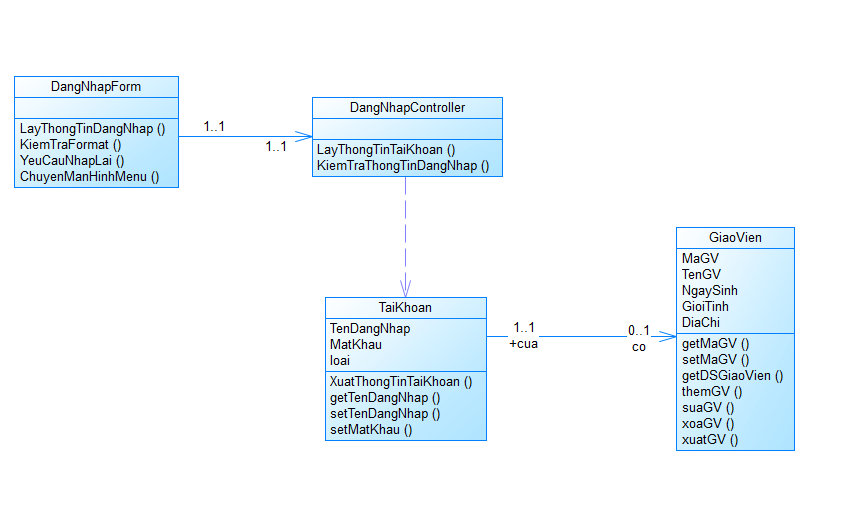 DangNhapForm
LayThongTinDangNhap ()
KiemTraFormat ()
YeuCauNhapLai ()
ChuyenManHinhMenu ()
1..1
1..1
DangNhapController
LayThongTinTaiKhoan ()
KiemTraThongTinDangNhap ()
TaiKhoan
TenDangNhap
MatKhau
loai
XuatThongTinTaiKhoan ()
getTenDangNhap ()
setTenDangNhap ()
setMatKhau ()
1..1
+cua
0..1
co
GiaoVien
MaGV
TenGV
NgaySinh
GioiTinh
DiaChi
getMaGV ()
setMaGV ()
getDSGiaoVien ()
themGV ()
suaGV ()
xoaGV ()
xuatGV ()